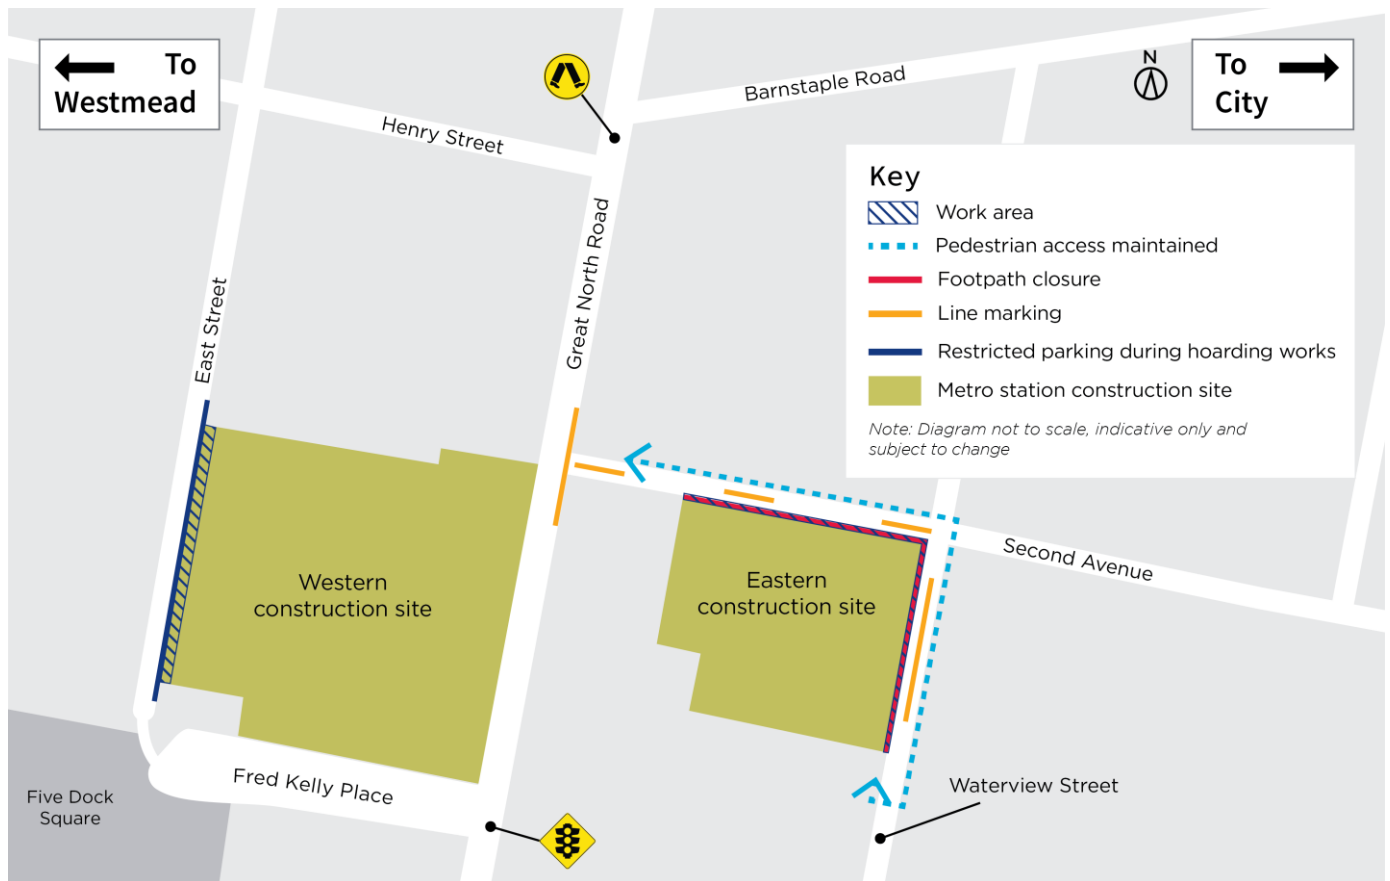 To
Westmead
Barnstaple Road
N
To
City
Henry Street
Key
Work area
Pedestrian access maintained
Footpath closure
Line marking
Restricted parking during hoarding works
Metro station construction site
Note: Diagram not to scale, indicative only and
subject to change
Great North Road
East Street
Second Avenue
Western
construction site
Eastern
construction site
Waterview Street
Fred Kelly Place
Five Dock
Square